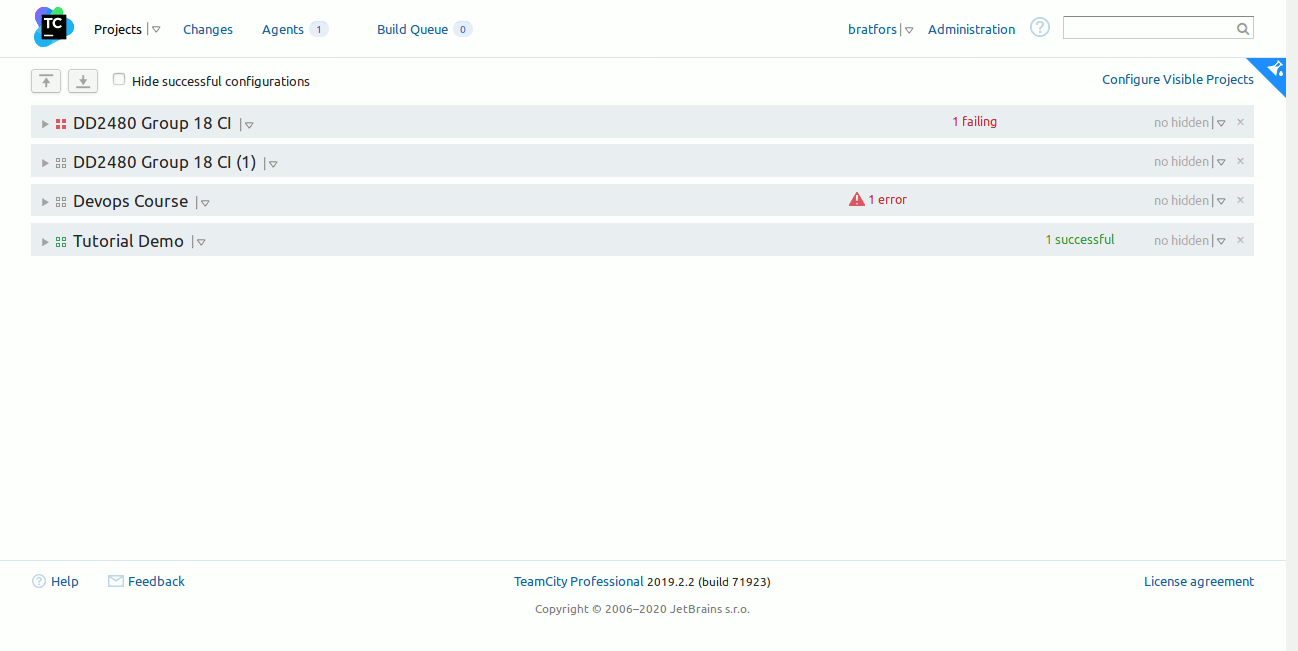 TC
Projects Changes Agents 1 Build Queue 0 bratfors Administration ?
Hide successful configurations Configure Visible Projects
DD2480 Group 18 CI 1 failing no hidden
DD2480 Group 18 CI (1) no hidden
Devops Course 1 error no hidden
Tutorial Demo 1 successful no hidden
? Help Feedback TeamCity Professional 2019.2.2 (build 71923) License agreement
Copyright © 2006–2020 JetBrains s.r.o.